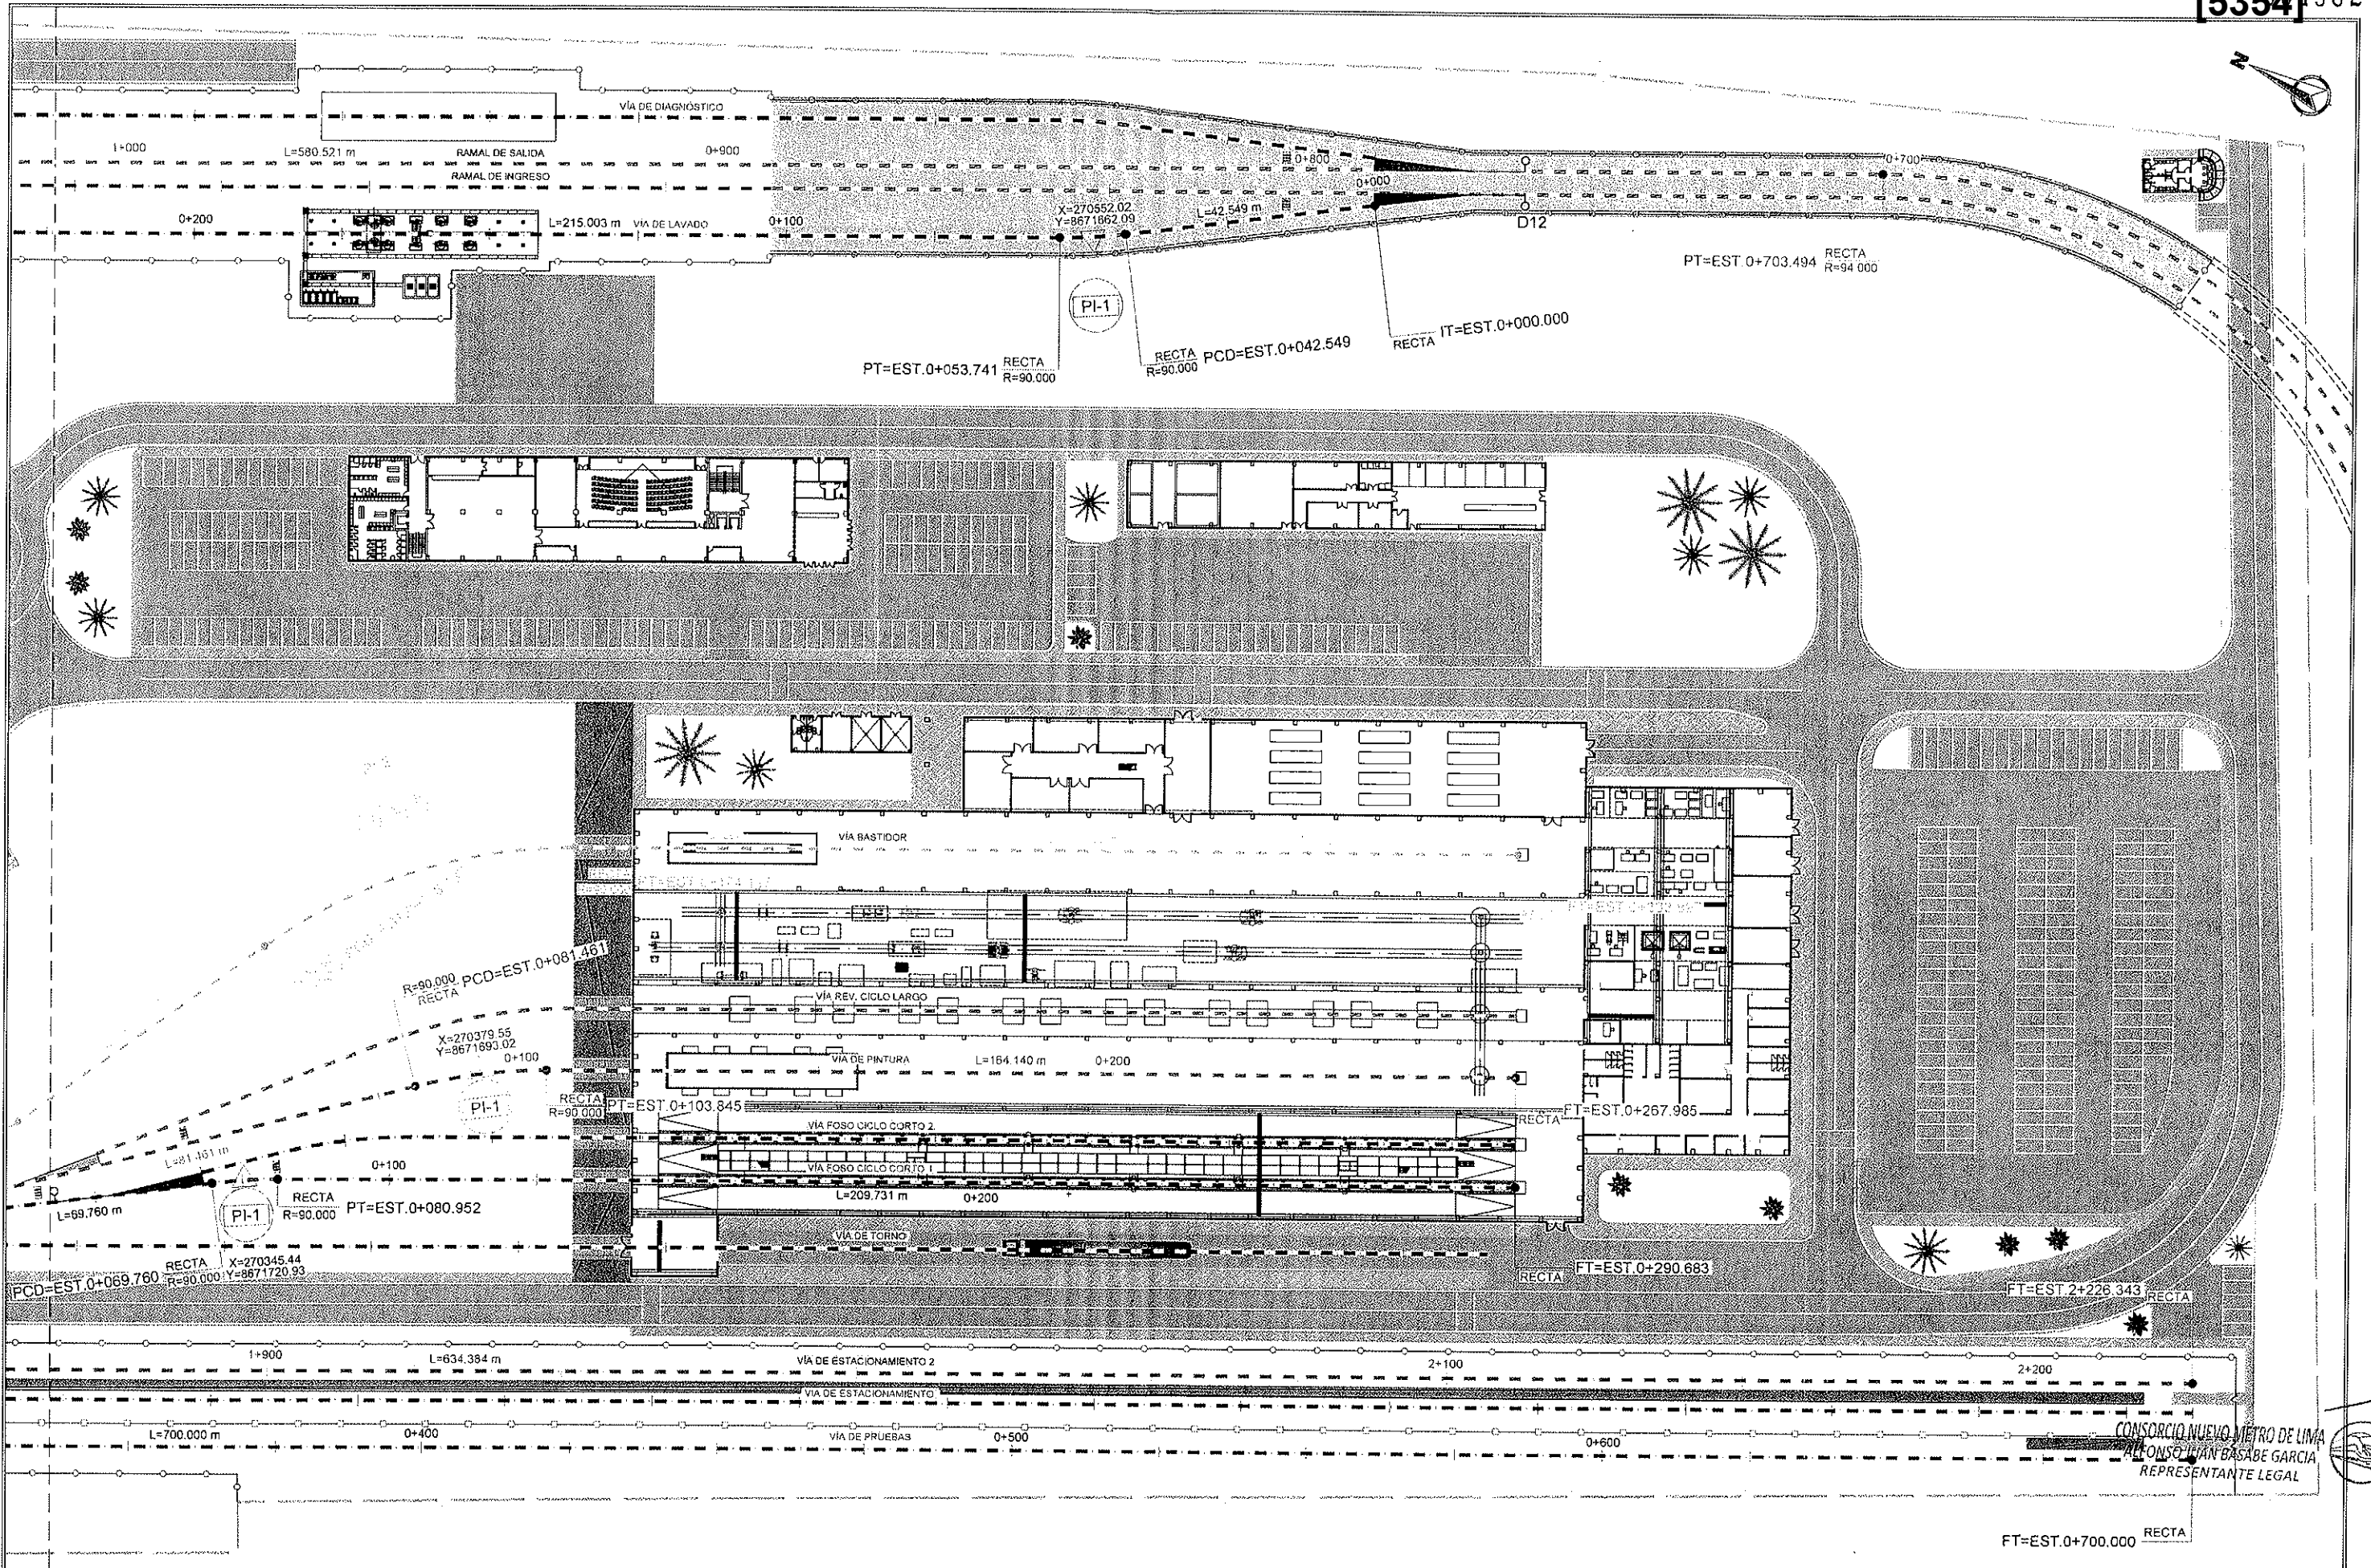 [5354]
N
VÍA DE DIAGNÓSTICO
1+000
L=580.521 m
RAMAL DE SALIDA
0+900
0+800
0+700
RAMAL DE INGRESO
0+000
0+200
L=215.003 m
VÍA DE LAVADO
0+100
X=270552.02
Y=8671662.09
L=42.549 m
D12
PT=EST.0+703.494
RECTA
R=94.000
PI-1
IT=EST.0+000.000
RECTA
PT=EST.0+053.741
RECTA
R=90.000
RECTA
R=90.000
PCD=EST.0+042.549
VÍA BASTIDOR
R=90.000
RECTA
PCD=EST.0+081.461
VÍA REV. CICLO LARGO
X=270379.55
Y=8671693.02
0+100
VÍA DE PINTURA
L=164.140 m
0+200
PI-1
RECTA
R=90.000
PT=EST.0+103.845
RECTA
FT=EST.0+267.985
VÍA FOSO CICLO CORTO 2
L=81.461 m
0+100
VÍA FOSO CICLO CORTO 1
L=209.731 m
0+200
L=69.760 m
PI-1
RECTA
R=90.000
PT=EST.0+080.952
VÍA DE TORNO
PCD=EST.0+069.760
RECTA
R=90.000
X=270345.44
Y=8671720.93
RECTA
FT=EST.0+290.683
FT=EST.2+226.343
RECTA
1+900
L=634.384 m
VÍA DE ESTACIONAMIENTO 2
2+100
2+200
VÍA DE ESTACIONAMIENTO
L=700.000 m
0+400
VÍA DE PRUEBAS
0+500
0+600
CONSORCIO NUEVO METRO DE LIMA
ALFONSO JUAN BASABE GARCIA
REPRESENTANTE LEGAL
FT=EST.0+700.000
RECTA